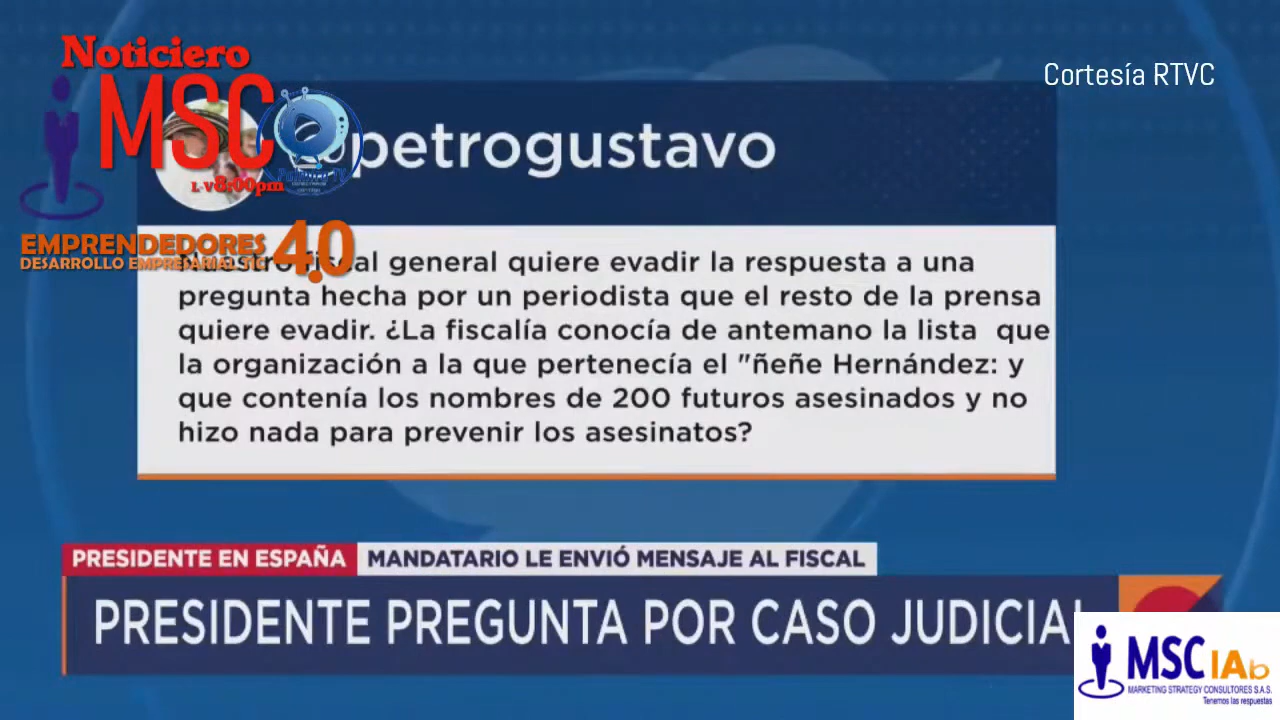 Noticiero
MSC
L V8:00pm
Cortesía RTVC
@petrogustavo
EMPRENDEDORES 4.0
DESARROLLO EMPRESARIAL TIC
Nuestro fiscal general quiere evadir la respuesta a una
pregunta hecha por un periodista que el resto de la prensa
quiere evadir. ¿La fiscalía conocía de antemano la lista que
la organización a la que pertenecía el "ñeñe Hernández: y
que contenía los nombres de 200 futuros asesinados y no
hizo nada para prevenir los asesinatos?
PRESIDENTE EN ESPAÑA MANDATARIO LE ENVIÓ MENSAJE AL FISCAL
PRESIDENTE PREGUNTA POR CASO JUDICIAL
MSC IAb
MARKETING STRATEGY CONSULTORES S.A.S.
Tenemos las respuestas